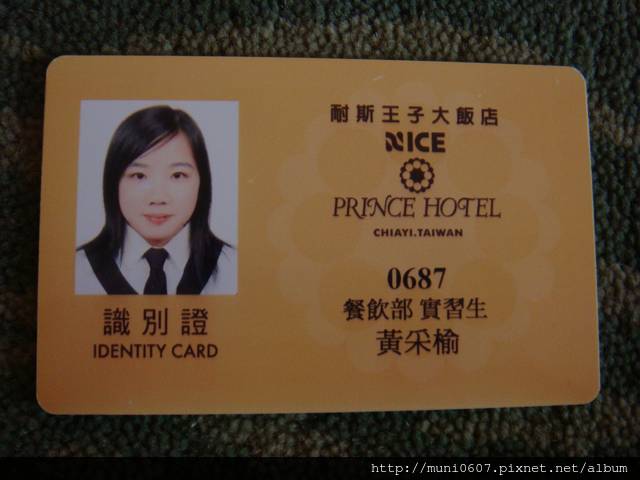 耐斯王子大飯店
NICE
PRINCE HOTEL
CHIAYI.TAIWAN
0687
餐飲部 實習生
黃采榆
識別證
IDENTITY CARD
http://muni0607.pixnet.net/album